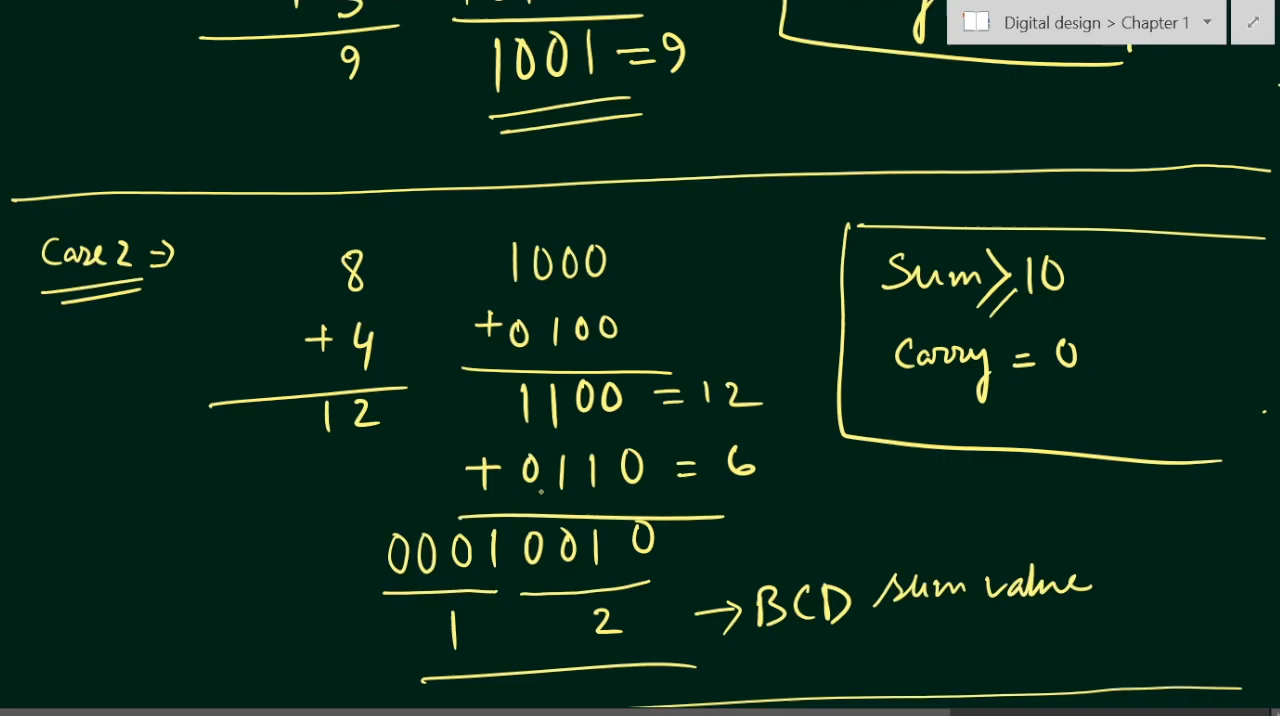 Digital design > Chapter 1
9 1001 = 9
Case 2 ⇒
8 1000
+ 4 + 0100
12 1100 = 12
+ 0110 = 6
0001 0010
1 2 → BCD sum value
Sum ⩾ 10
Carry = 0